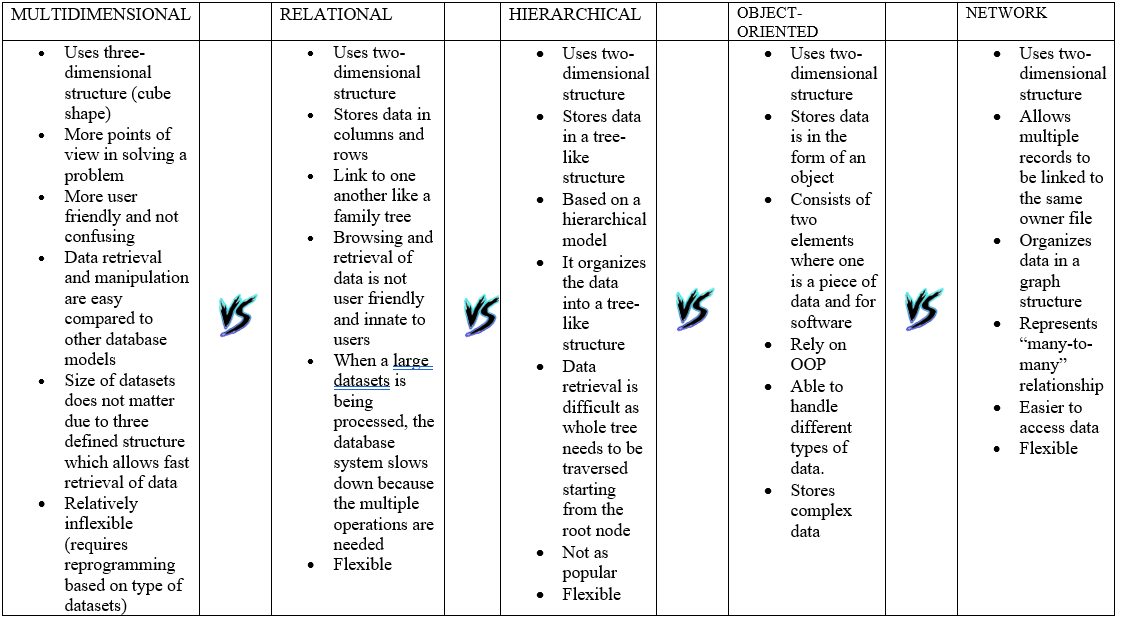 MULTIDIMENSIONAL
• Uses three-
dimensional
structure (cube
shape)
• More points of
view in solving a
problem
• More user
friendly and not
confusing
• Data retrieval
and manipulation
are easy
compared to
other database
models
• Size of datasets
does not matter
due to three
defined structure
which allows fast
retrieval of data
• Relatively
inflexible
(requires
reprogramming
based on type of
datasets)
VS
RELATIONAL
• Uses two-
dimensional
structure
• Stores data in
columns and
rows
• Link to one
another like a
family tree
• Browsing and
retrieval of
data is not
user friendly
and innate to
users
• When a large
datasets is
being
processed, the
database
system slows
down because
the multiple
operations are
needed
• Flexible
VS
HIERARCHICAL
• Uses two-
dimensional
structure
• Stores data
in a tree-
like
structure
• Based on a
hierarchical
model
• It organizes
the data
into a tree-
like
structure
• Data
retrieval is
difficult as
whole tree
needs to be
traversed
starting
from the
root node
• Not as
popular
• Flexible
VS
OBJECT-
ORIENTED
• Uses two-
dimensional
structure
• Stores data
is in the
form of an
object
• Consists of
two
elements
where one
is a piece of
data and for
software
• Rely on
OOP
• Able to
handle
different
types of
data.
• Stores
complex
data
VS
NETWORK
• Uses two-
dimensional
structure
• Allows
multiple
records to
be linked to
the same
owner file
• Organizes
data in a
graph
structure
• Represents
“many-to-
many”
relationship
• Easier to
access data
• Flexible